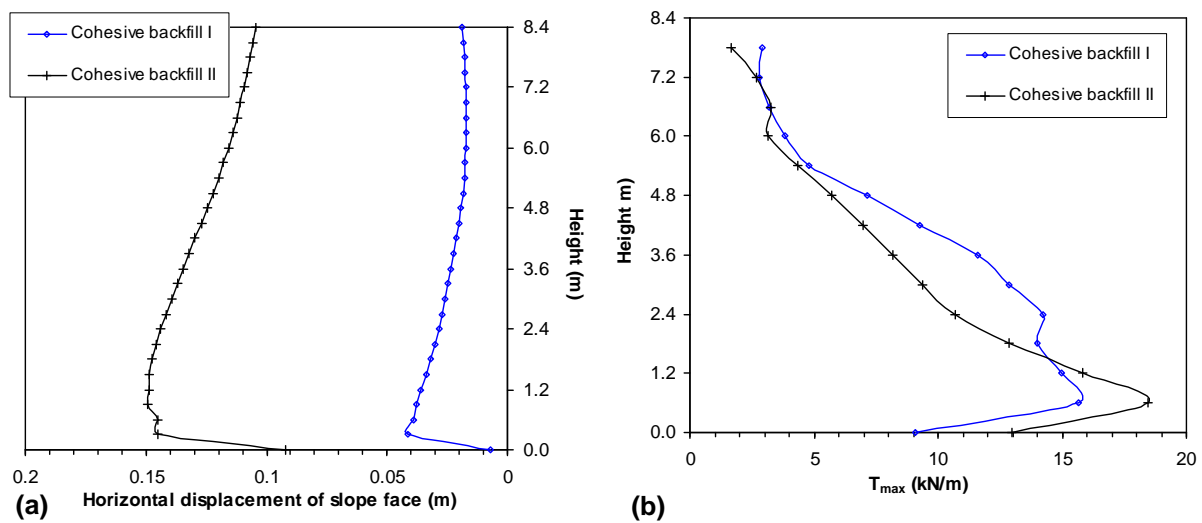 Cohesive backfill I
Cohesive backfill II
8.4
7.2
6.0
4.8
3.6
2.4
1.2
0.0
Height (m)
0.2
0.15
0.1
0.05
0
Horizontal displacement of slope face (m)
(a)
8.4
7.2
6.0
4.8
3.6
2.4
1.2
0.0
Height m)
Cohesive backfill I
Cohesive backfill II
0
5
10
15
20
Tmax (kN/m)
(b)